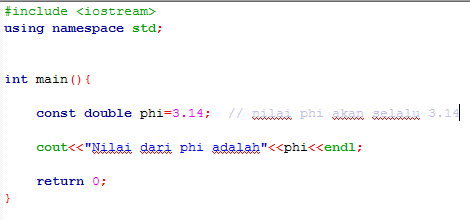 #include <iostream>
using namespace std;
int main(){
const double phi=3.14;  // nilai phi akan selalu 3.14
cout<<"Nilai dari phi adalah"<<phi<<endl;
return 0;
}